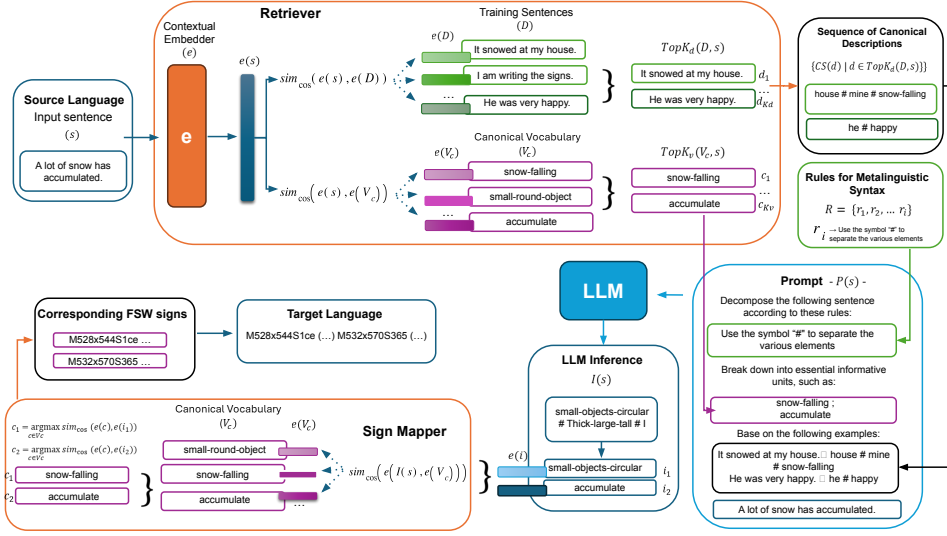 Retriever
Contextual
Embedder
(e)
e
e(s)
sim_cos(e(s), e(D))
sim_cos(e(s), e(V_c))
Source Language
Input sentence
(s)
A lot of snow has
accumulated.
Training Sentences
(D)
e(D)
It snowed at my house.
I am writing the signs.
...
He was very happy.
TopK_d(D,s)
It snowed at my house.
d_1
...
He was very happy.
d_Kd
Canonical Vocabulary
(V_c)
e(V_c)
snow-falling
small-round-object
...
accumulate
TopK_v(V_c,s)
snow-falling
c_1
...
accumulate
c_Kv
Sequence of Canonical
Descriptions
{CS(d) | d ∈ TopK_d(D,s)}}
house # mine # snow-falling
he # happy
Rules for Metalinguistic
Syntax
R = {r_1, r_2, ... r_i}
r_i → Use the symbol "#" to
separate the various elements
Prompt - P(s) -
Decompose the following sentence
according to these rules:
Use the symbol "#" to separate the
various elements
Break down into essential informative
units, such as:
snow-falling ;
accumulate
Base on the following examples:
It snowed at my house.□ house # mine
# snow-falling
He was very happy. □ he # happy
A lot of snow has accumulated.
LLM
LLM Inference
I(s)
small-objects-circular
# Thick-large-tall # I
e(i)
small-objects-circular
i_1
accumulate
i_2
Sign Mapper
sim_cos(e(I(s), e(V_c)))
Canonical Vocabulary
(V_c)
e(V_c)
small-round-object
snow-falling
accumulate
...
c_1 = argmax sim_cos (e(c), e(i_1))
c∈Vc
c_2 = argmax sim_cos (e(c), e(i_2))
c∈Vc
c_1
snow-falling
c_2
accumulate
Corresponding FSW signs
M528x544S1ce ...
M532x570S365 ...
Target Language
M528x544S1ce (...) M532x570S365 (...)